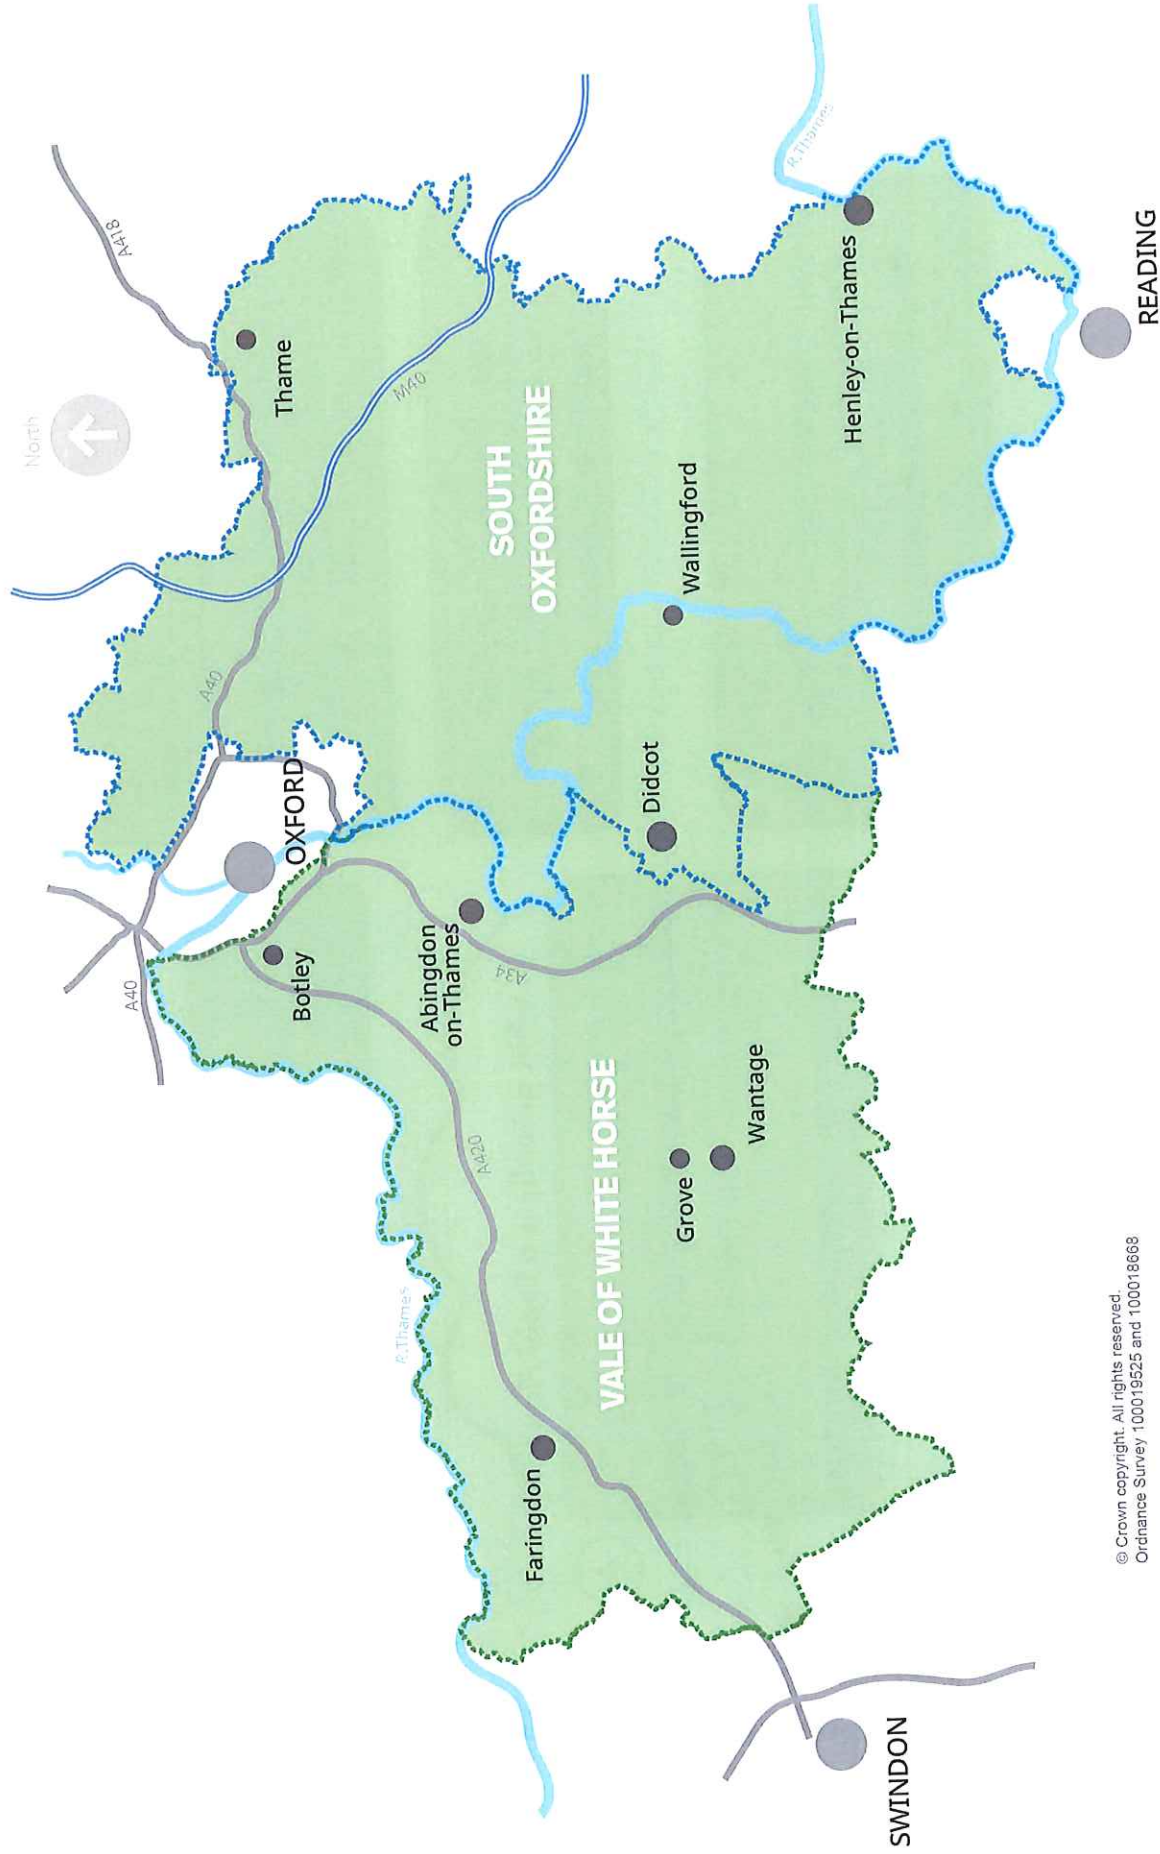 North
A418
Thame
M40
R.Thames
Henley-on-Thames
READING
SOUTH
OXFORDSHIRE
Wallingford
A40
OXFORD
Didcot
A40
Botley
Abingdon
on-Thames
A34
A420
VALE OF WHITE HORSE
Grove
Wantage
R.Thames
Faringdon
SWINDON
© Crown copyright. All rights reserved.
Ordnance Survey 100019525 and 100018668